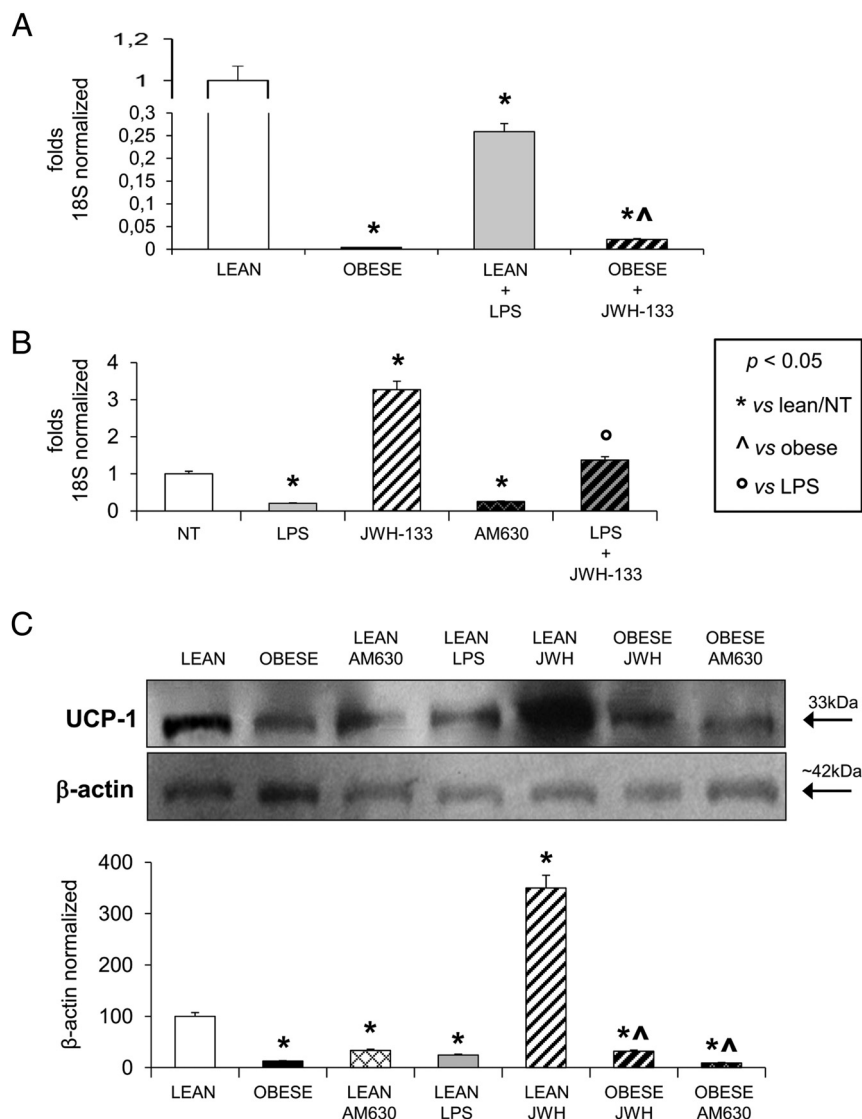 A
folds
18S normalized
1,2
1
0,3
0,25
0,2
0,15
0,1
0,05
0
*
*
*^
LEAN
OBESE
LEAN
+
LPS
OBESE
+
JWH-133
B
folds
18S normalized
4
3
2
1
0
*
*
*
°
NT
LPS
JWH-133
AM630
LPS
+
JWH-133
p < 0.05
* vs lean/NT
^ vs obese
° vs LPS
C
LEAN
OBESE
LEAN
AM630
LEAN
LPS
LEAN
JWH
OBESE
JWH
OBESE
AM630
UCP-1
33kDa
β-actin
~42kDa
β-actin normalized
400
300
200
100
0
*
*
*
*
*^
*^
LEAN
OBESE
LEAN
AM630
LEAN
LPS
LEAN
JWH
OBESE
JWH
OBESE
AM630